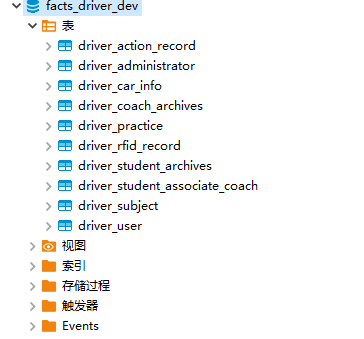 facts_driver_dev
表
driver_action_record
driver_administrator
driver_car_info
driver_coach_archives
driver_practice
driver_rfid_record
driver_student_archives
driver_student_associate_coach
driver_subject
driver_user
视图
索引
存储过程
触发器
Events